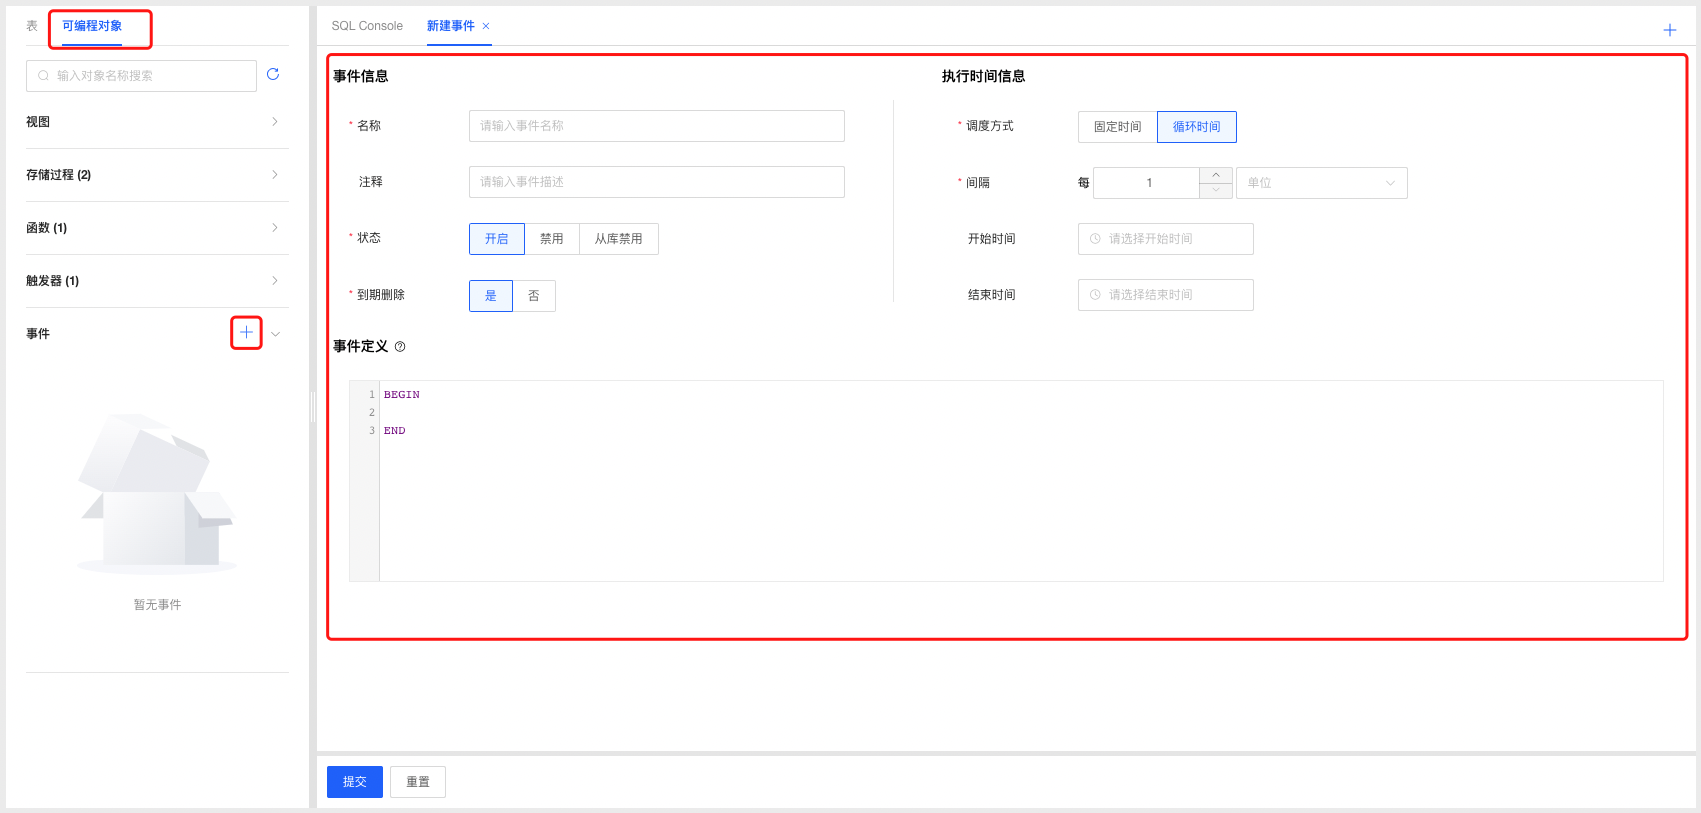 表 可编程对象
输入对象名称搜索
视图
存储过程 (2)
函数 (1)
触发器 (1)
事件
暂无事件
SQL Console 新建事件
事件信息
* 名称 请输入事件名称
注释 请输入事件描述
* 状态 开启 禁用 从库禁用
* 到期删除 是 否
执行时间信息
* 调度方式 固定时间 循环时间
* 间隔 每 1 单位
开始时间 请选择开始时间
结束时间 请选择结束时间
事件定义
1 BEGIN
2
3 END
提交 重置